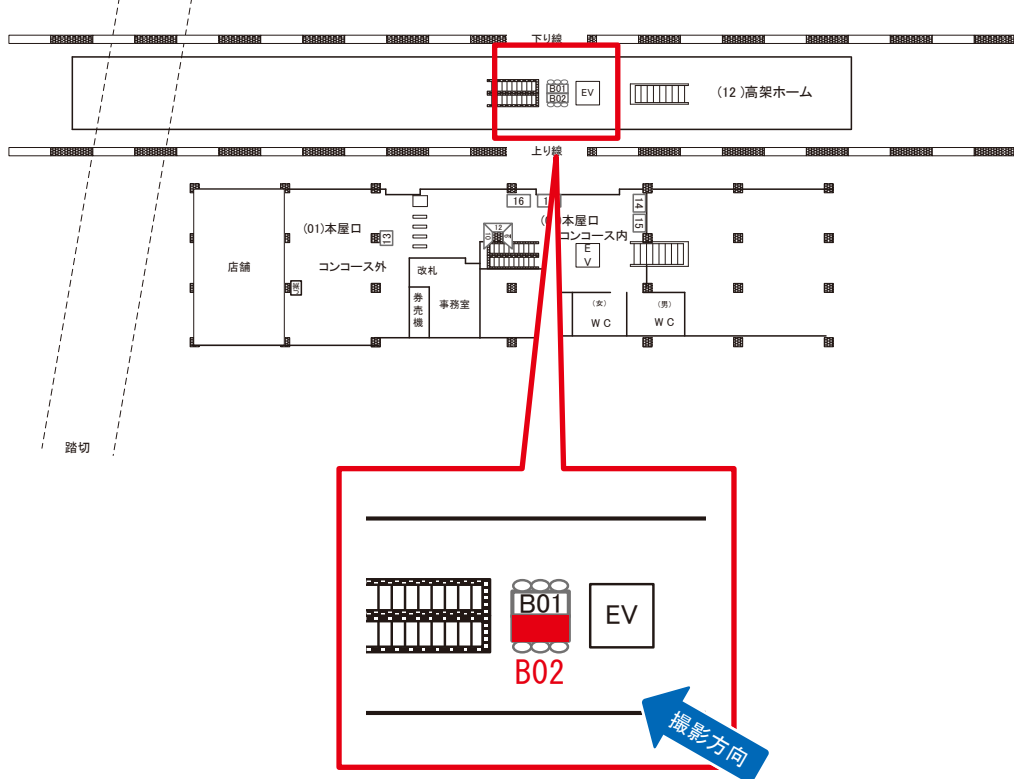 下り線
B01
B02
EV
(12)高架ホーム
上り線
16
14
15
(01)本屋口
本屋口
コンコース内
12
01
13
EV
店舗
コンコース外
改札
券売機
事務室
(女)
WC
(男)
WC
踏切
B01
EV
B02
撮影方向